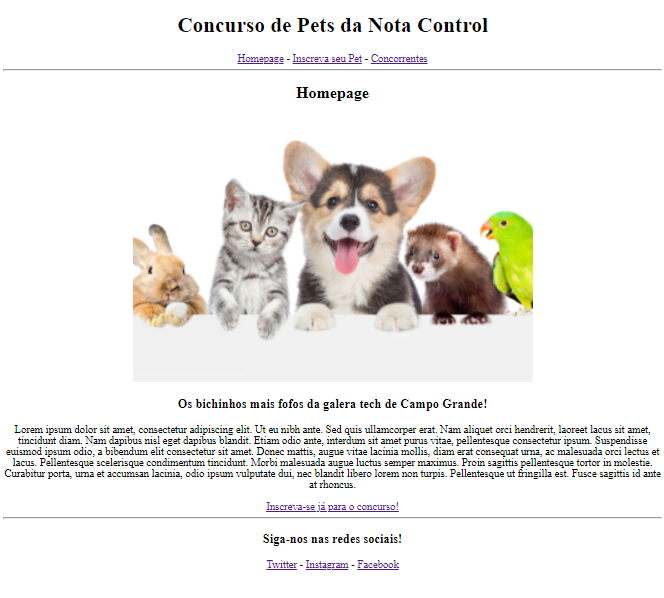 Concurso de Pets da Nota Control
Homepage - Inscreva seu Pet - Concorrentes
Homepage
Os bichinhos mais fofos da galera tech de Campo Grande!
Lorem ipsum dolor sit amet, consectetur adipiscing elit. Ut eu nibh ante. Sed quis ullamcorper erat. Nam aliquet orci hendrerit, laoreet lacus sit amet,
tincidunt diam. Nam dapibus nisl eget dapibus blandit. Etiam odio ante, interdum sit amet purus vitae, pellentesque consectetur ipsum. Suspendisse
euismod ipsum odio, a bibendum elit consectetur sit amet. Donec mattis, augue vitae lacinia mollis, diam erat consequat urna, ac malesuada orci lectus et
lacus. Pellentesque scelerisque condimentum tincidunt. Morbi malesuada augue luctus semper maximus. Proin sagittis pellentesque tortor in molestie.
Curabitur porta, urna et accumsan lacinia, odio ipsum vulputate dui, nec blandit libero lorem non turpis. Pellentesque ut fringilla est. Fusce sagittis id ante
at rhoncus.
Inscreva-se já para o concurso!
Siga-nos nas redes sociais!
Twitter - Instagram - Facebook